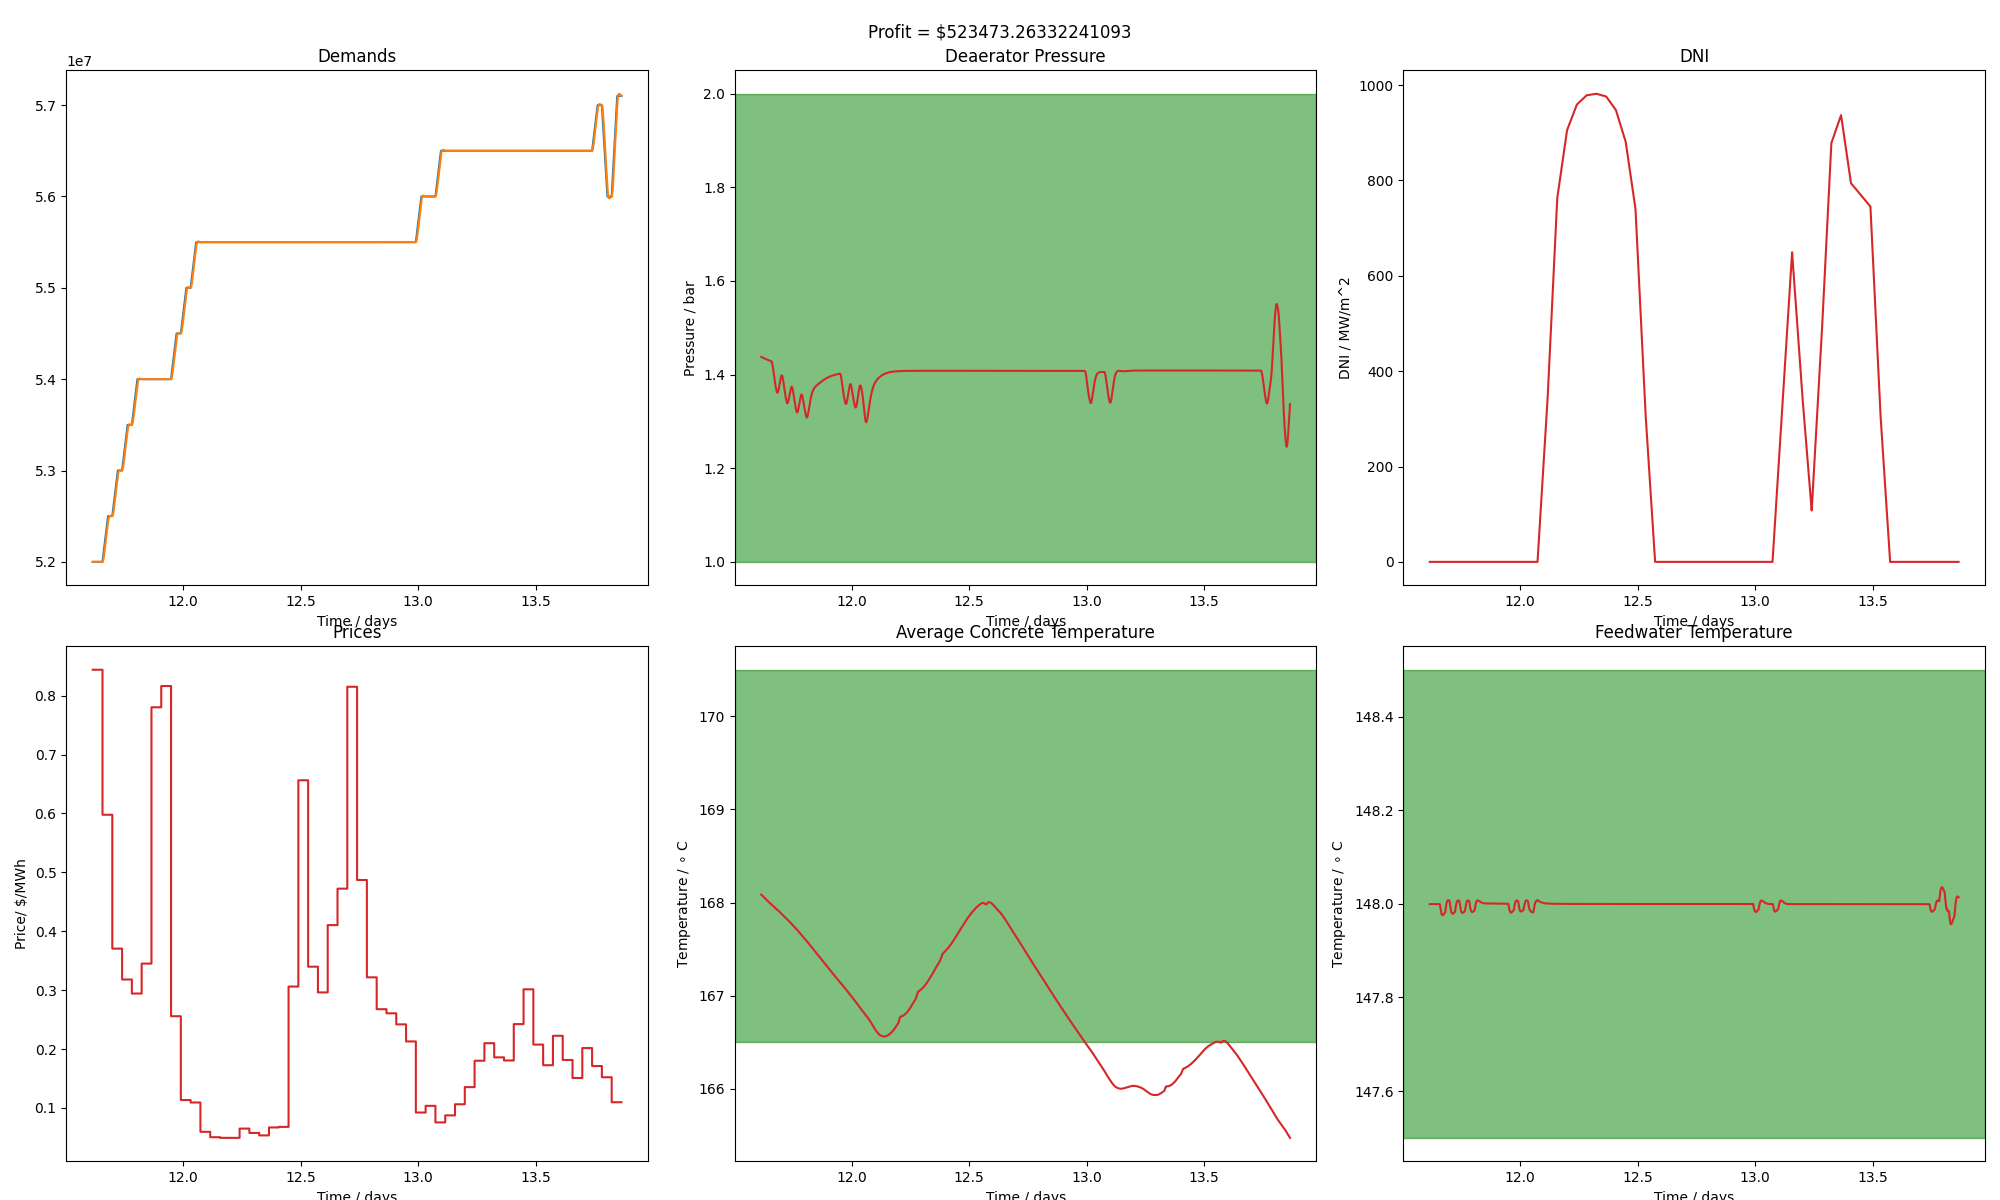 Profit = $523473.26332241093
Demands
1e7
5.7
5.6
5.5
5.4
5.3
5.2
12.0 12.5 13.0 13.5
Time / days
Deaerator Pressure
Pressure / bar
2.0
1.8
1.6
1.4
1.2
1.0
12.0 12.5 13.0 13.5
Time / days
DNI
DNI / MW/m^2
1000
800
600
400
200
0
12.0 12.5 13.0 13.5
Time / days
Prices
Price/ $/MWh
0.8
0.7
0.6
0.5
0.4
0.3
0.2
0.1
12.0 12.5 13.0 13.5
Time / days
Average Concrete Temperature
Temperature / ∘ C
170
169
168
167
166
12.0 12.5 13.0 13.5
Time / days
Feedwater Temperature
Temperature / ∘ C
148.4
148.2
148.0
147.8
147.6
12.0 12.5 13.0 13.5
Time / days